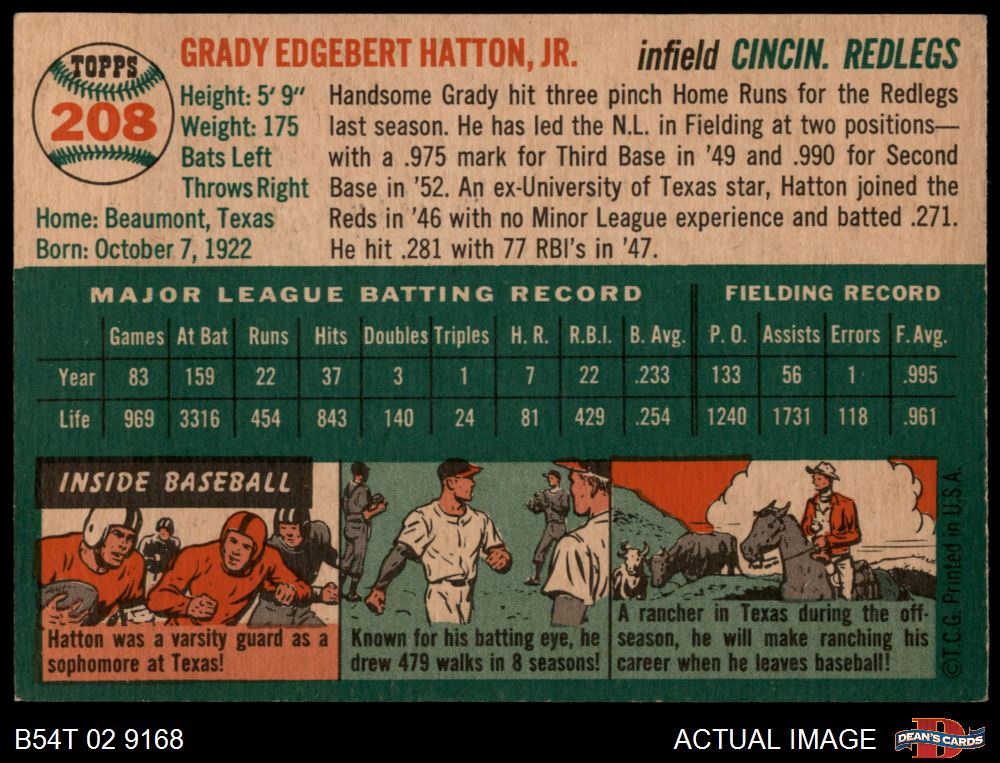 TOPPS
208
GRADY EDGEBERT HATTON, JR. infield CINCIN. REDLEGS
Height: 5' 9"
Weight: 175
Bats Left
Throws Right
Home: Beaumont, Texas
Born: October 7, 1922
Handsome Grady hit three pinch Home Runs for the Redlegs
last season. He has led the N.L. in Fielding at two positions—
with a .975 mark for Third Base in '49 and .990 for Second
Base in '52. An ex-University of Texas star, Hatton joined the
Reds in '46 with no Minor League experience and batted .271.
He hit .281 with 77 RBI's in '47.
MAJOR LEAGUE BATTING RECORD FIELDING RECORD
Games At Bat Runs Hits Doubles Triples H. R. R.B.I. B. Avg. P. O. Assists Errors F. Avg.
Year 83 159 22 37 3 1 7 22 .233 133 56 1 .995
Life 969 3316 454 843 140 24 81 429 .254 1240 1731 118 .961
INSIDE BASEBALL
Hatton was a varsity guard as a
sophomore at Texas!
Known for his batting eye, he
drew 479 walks in 8 seasons!
A rancher in Texas during the off-
season, he will make ranching his
career when he leaves baseball!
©T.C.G. Printed in U.S.A.
B54T 02 9168 ACTUAL IMAGE
DEAN'S CARDS